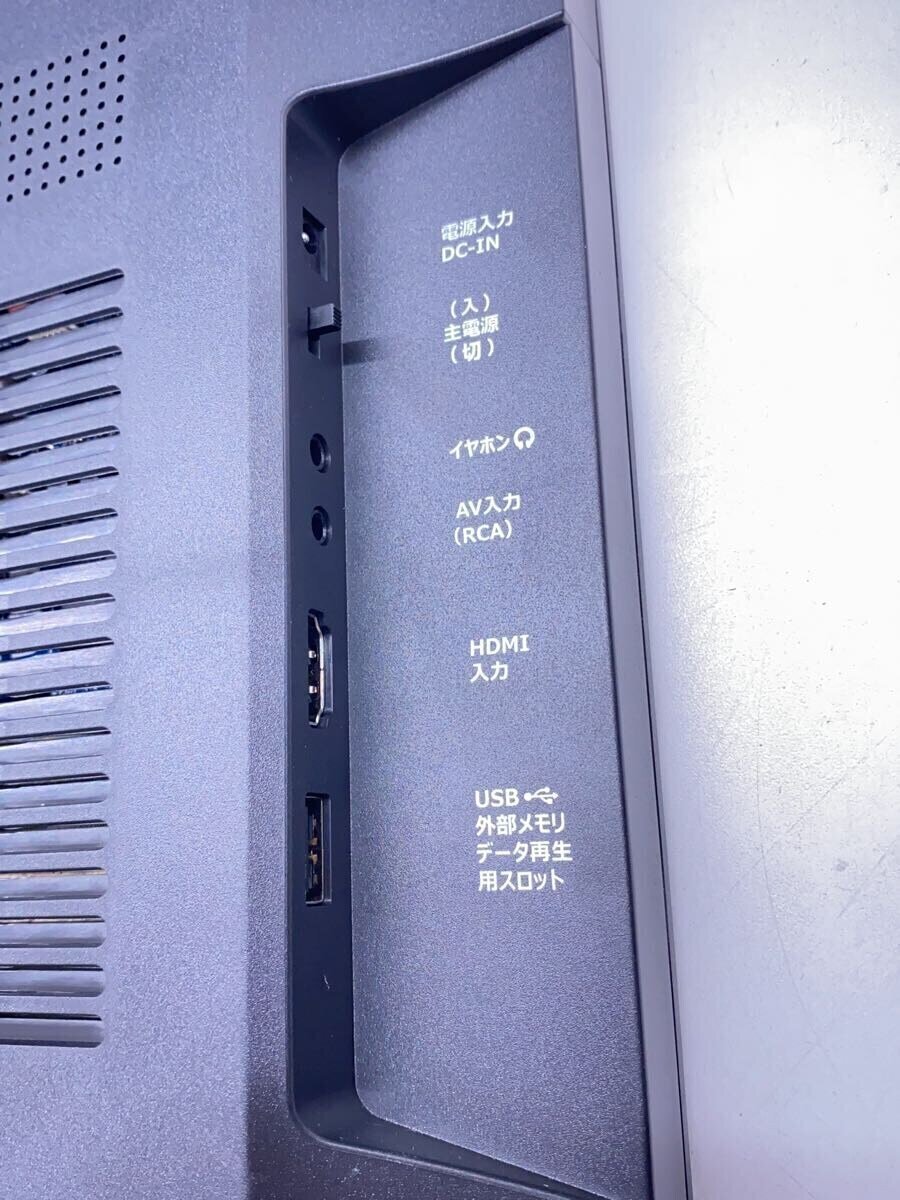 電源入力
DC-IN
(入)
主電源
(切)
イヤホン
AV入力
(RCA)
HDMI
入力
USB
外部メモリ
データ再生
用スロット